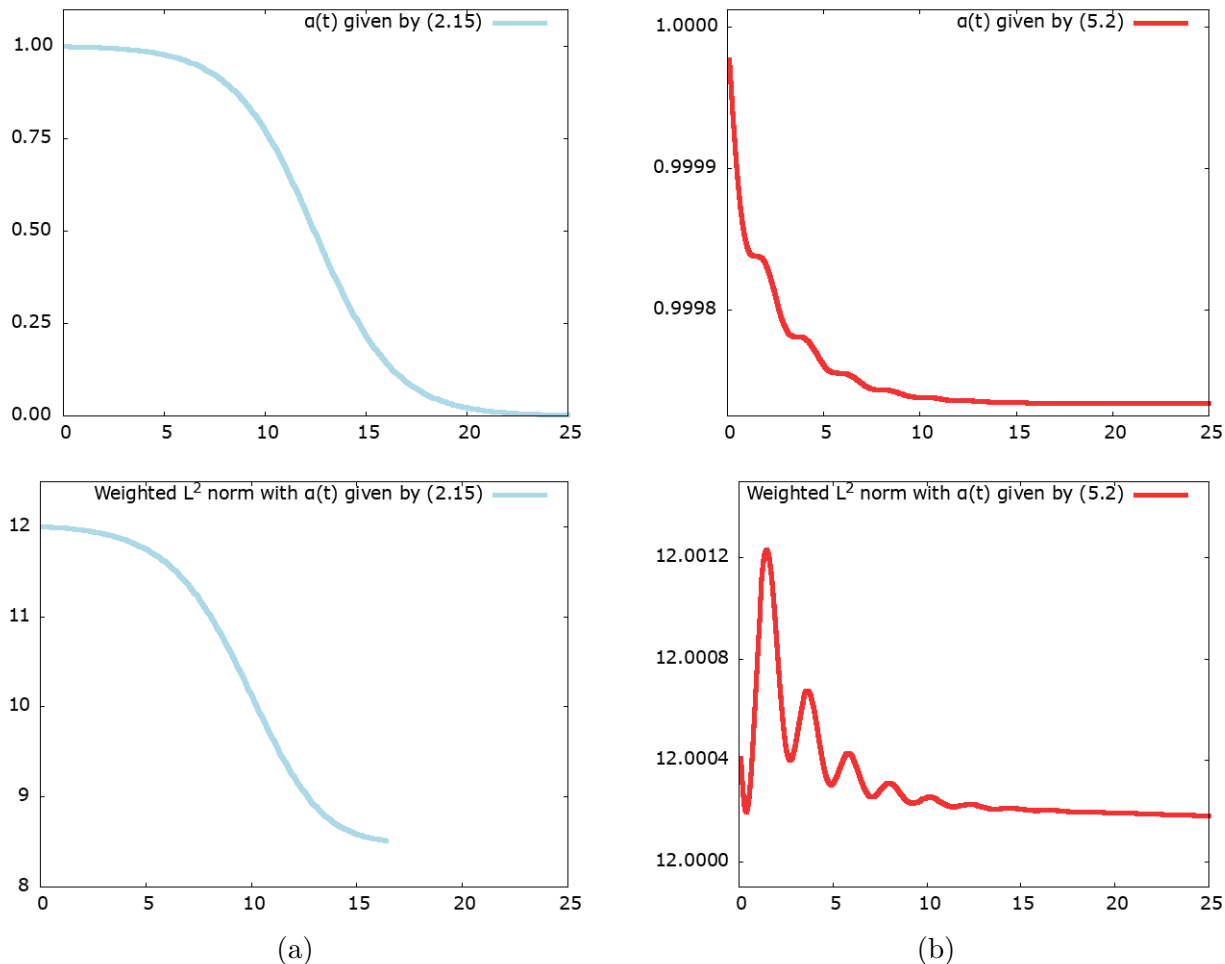 α(t) given by (2.15)
1.00
0.75
0.50
0.25
0.00
0 5 10 15 20 25
α(t) given by (5.2)
1.0000
0.9999
0.9998
0 5 10 15 20 25
Weighted L² norm with α(t) given by (2.15)
12
11
10
9
8
0 5 10 15 20 25
Weighted L² norm with α(t) given by (5.2)
12.0012
12.0008
12.0004
12.0000
0 5 10 15 20 25
(a)
(b)